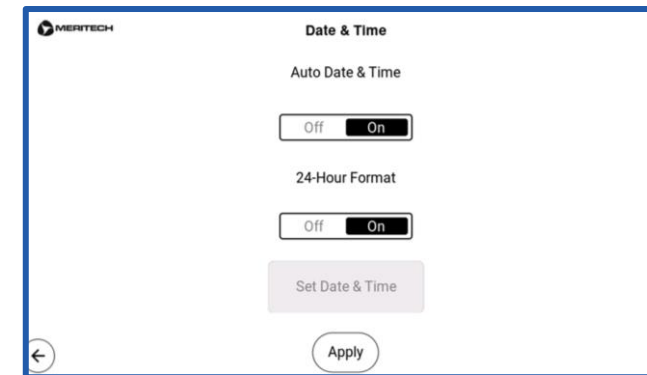 MERITECH
Date & Time
Auto Date & Time
Off On
24-Hour Format
Off On
Set Date & Time
Apply